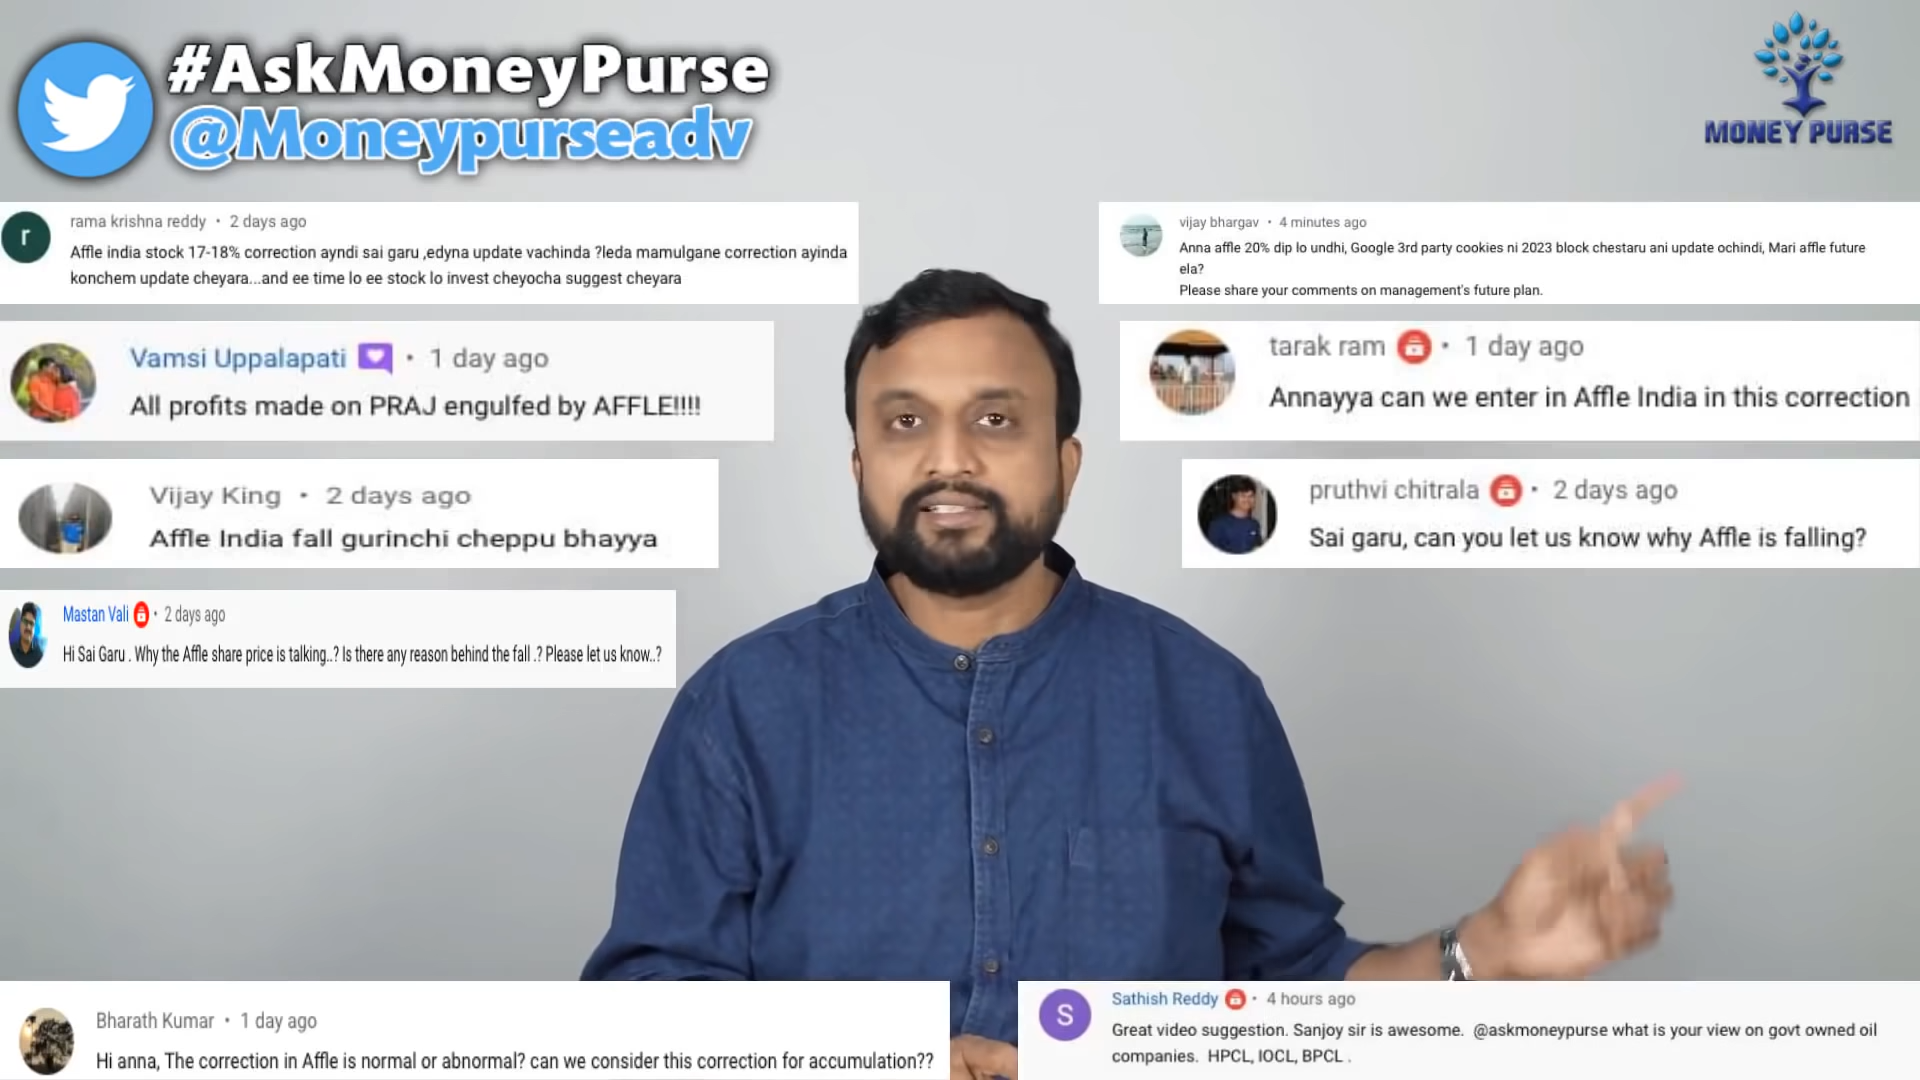 #AskMoneyPurse
@Moneypurseadv
MONEY PURSE
r
rama krishna reddy • 2 days ago
Affle india stock 17-18% correction ayndi sai garu ,edyna update vachinda ?leda mamulgane correction ayinda
konchem update cheyara...and ee time lo ee stock lo invest cheyocha suggest cheyara
vijay bhargav • 4 minutes ago
Anna affle 20% dip lo undhi, Google 3rd party cookies ni 2023 block chestaru ani update ochindi, Mari affle future
ela?
Please share your comments on management's future plan.
Vamsi Uppalapati • 1 day ago
All profits made on PRAJ engulfed by AFFLE!!!!
tarak ram • 1 day ago
Annayya can we enter in Affle India in this correction
Vijay King • 2 days ago
Affle India fall gurinchi cheppu bhayya
pruthvi chitrala • 2 days ago
Sai garu, can you let us know why Affle is falling?
Mastan Vali • 2 days ago
Hi Sai Garu . Why the Affle share price is talking..? Is there any reason behind the fall .? Please let us know..?
Bharath Kumar • 1 day ago
Hi anna, The correction in Affle is normal or abnormal? can we consider this correction for accumulation??
S
Sathish Reddy • 4 hours ago
Great video suggestion. Sanjoy sir is awesome. @askmoneypurse what is your view on govt owned oil
companies. HPCL, IOCL, BPCL .